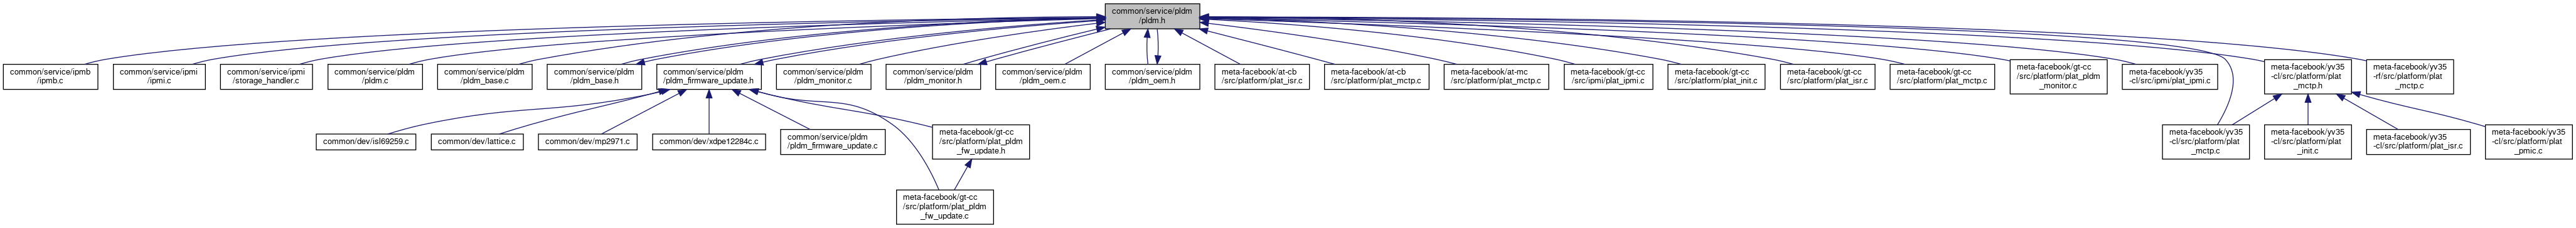 common/service/pldm
/pldm.h
common/service/ipmb
/ipmb.c
common/service/ipmi
/ipmi.c
common/service/ipmi
/storage_handler.c
common/service/pldm
/pldm.c
common/service/pldm
/pldm_base.c
common/service/pldm
/pldm_base.h
common/service/pldm
/pldm_firmware_update.h
common/service/pldm
/pldm_monitor.c
common/service/pldm
/pldm_monitor.h
common/service/pldm
/pldm_oem.c
common/service/pldm
/pldm_oem.h
meta-facebook/at-cb
/src/platform/plat_isr.c
meta-facebook/at-cb
/src/platform/plat_mctp.c
meta-facebook/at-mc
/src/platform/plat_mctp.c
meta-facebook/gt-cc
/src/ipmi/plat_ipmi.c
meta-facebook/gt-cc
/src/platform/plat_init.c
meta-facebook/gt-cc
/src/platform/plat_isr.c
meta-facebook/gt-cc
/src/platform/plat_mctp.c
meta-facebook/gt-cc
/src/platform/plat_pldm
_monitor.c
meta-facebook/yv35
-cl/src/ipmi/plat_ipmi.c
meta-facebook/yv35
-cl/src/platform/plat
_mctp.h
meta-facebook/yv35
-rf/src/platform/plat
_mctp.c
common/dev/isl69259.c
common/dev/lattice.c
common/dev/mp2971.c
common/dev/xdpe12284c.c
common/service/pldm
/pldm_firmware_update.c
meta-facebook/gt-cc
/src/platform/plat_pldm
_fw_update.h
meta-facebook/yv35
-cl/src/platform/plat
_mctp.c
meta-facebook/yv35
-cl/src/platform/plat
_init.c
meta-facebook/yv35
-cl/src/platform/plat_isr.c
meta-facebook/yv35
-cl/src/platform/plat
_pmic.c
meta-facebook/gt-cc
/src/platform/plat_pldm
_fw_update.c